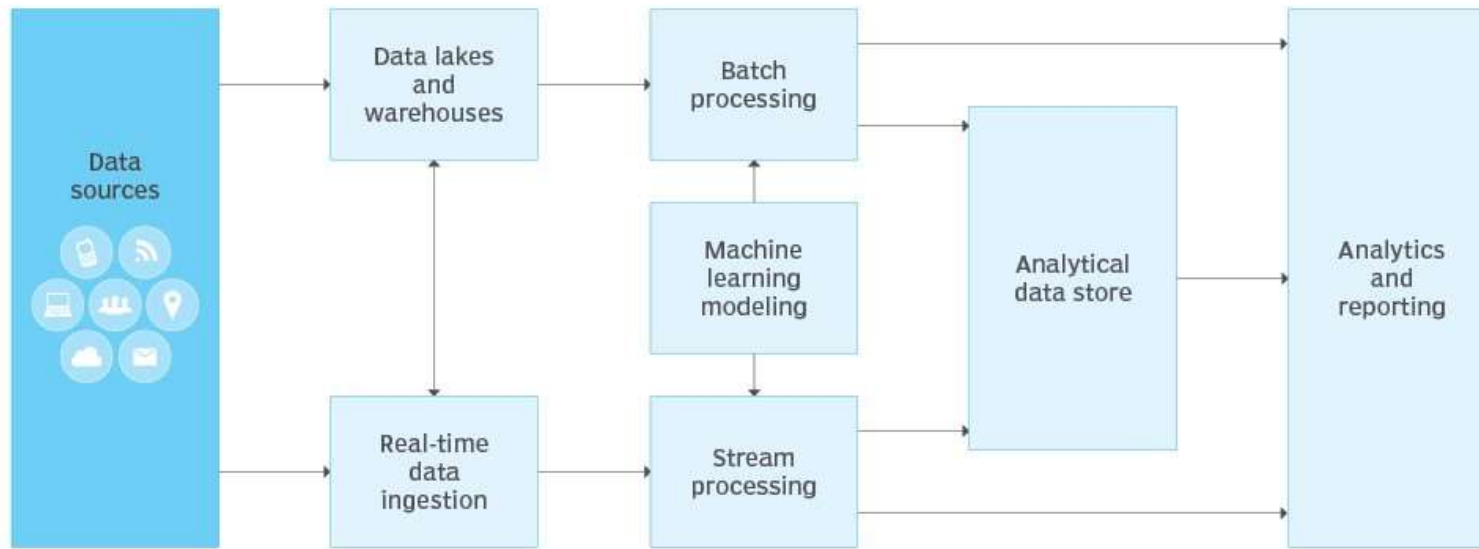 Data
sources
Data lakes
and
warehouses
Real-time
data
ingestion
Batch
processing
Machine
learning
modeling
Stream
processing
Analytical
data store
Analytics
and
reporting